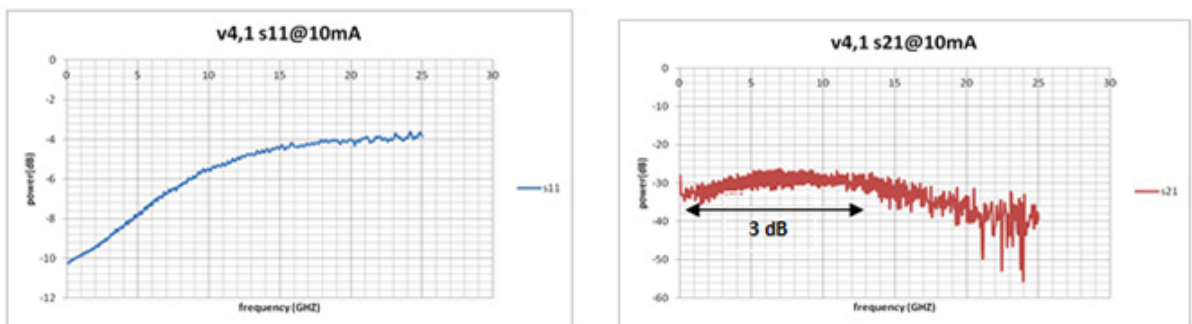 v4,1 s11@10mA
0
0 5 10 15 20 25 30
-2
-4
-6
-8
-10
-12
power(dB)
frequency (GHZ)
s11
v4,1 s21@10mA
0
0 5 10 15 20 25 30
-10
-20
-30
-40
-50
-60
power(dB)
3 dB
frequency (GHZ)
s21